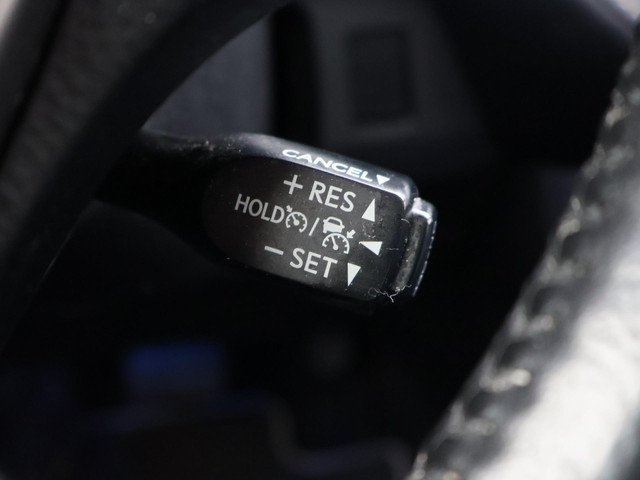 CANCEL▼
+ RES ▲
HOLD / ◀
− SET ▼